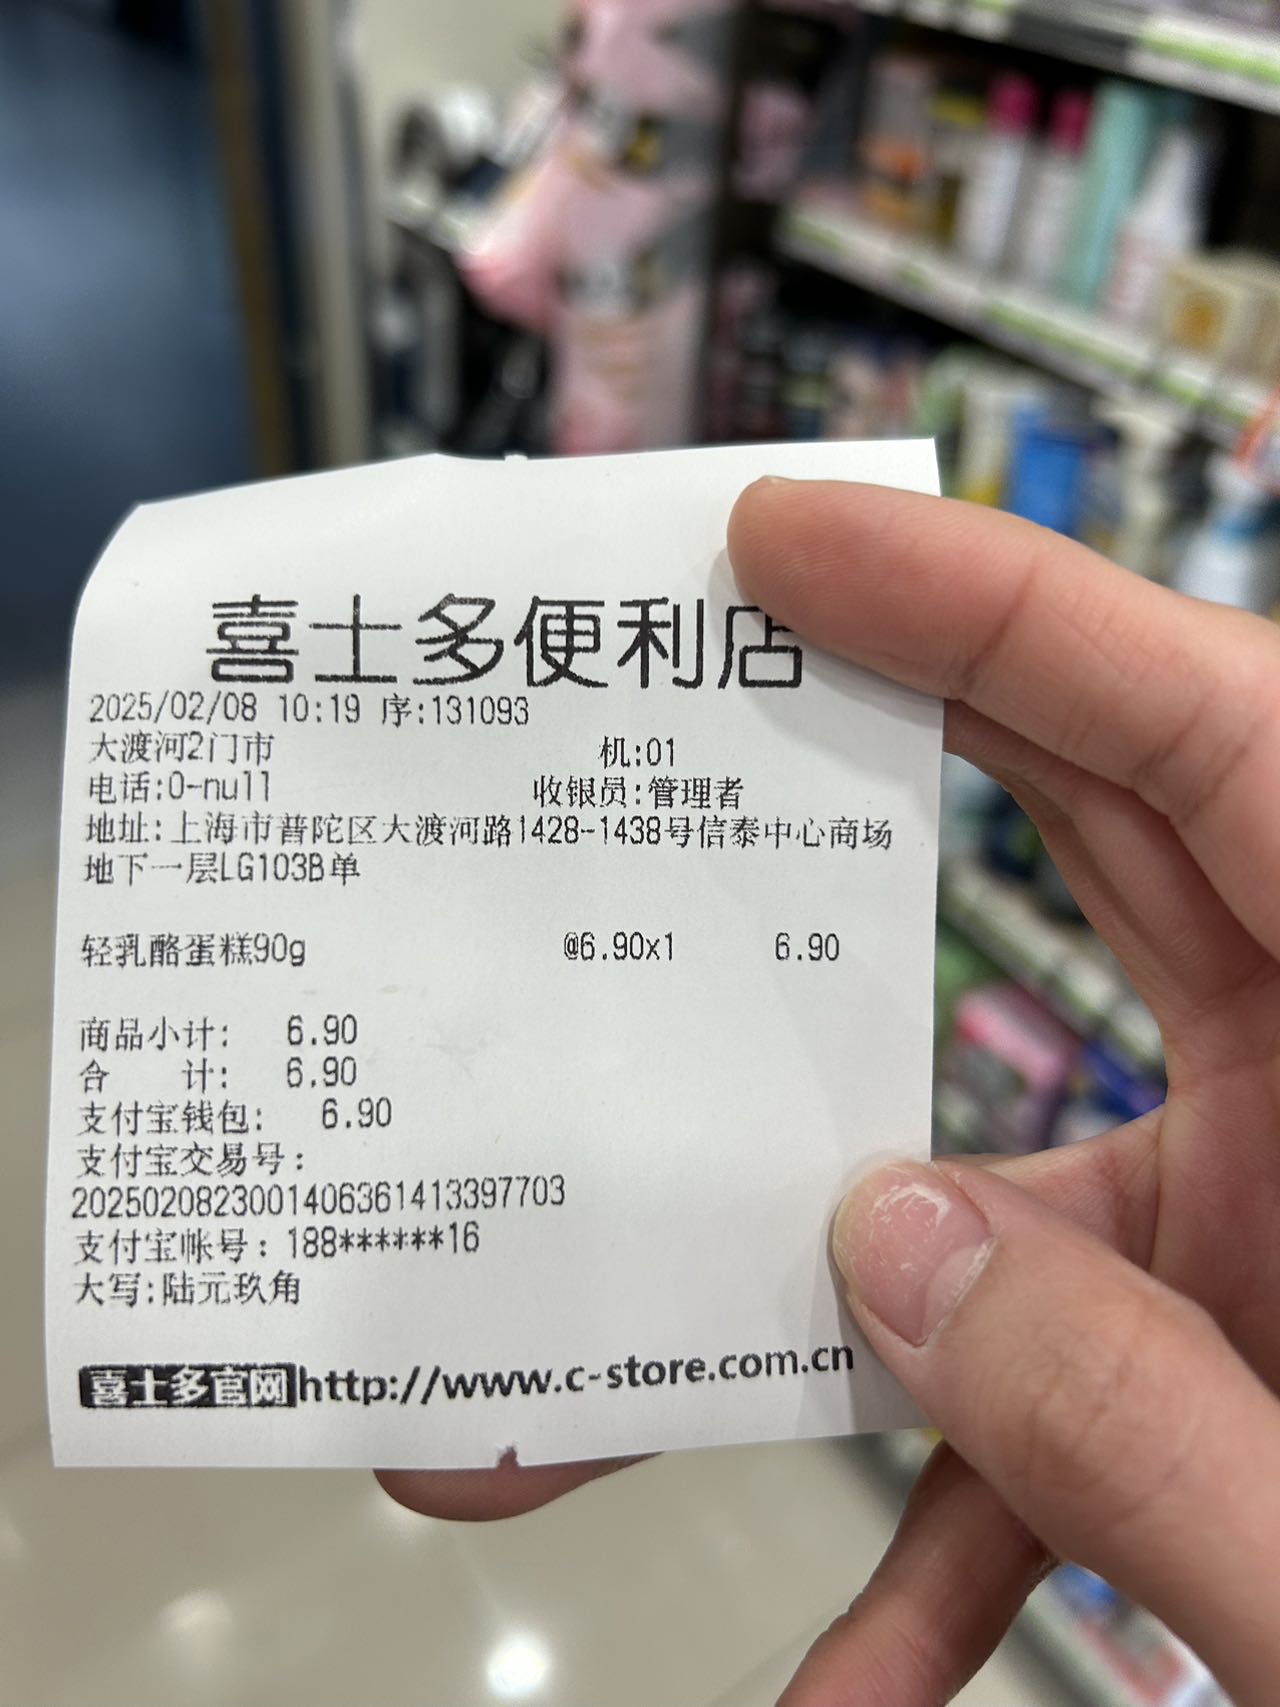 喜士多便利店
2025/02/08 10:19 序:131093
大渡河2门市 机:01
电话:0-null 收银员:管理者
地址:上海市普陀区大渡河路1428-1438号信泰中心商场
地下一层LG103B单
轻乳酪蛋糕90g @6.90x1 6.90
商品小计: 6.90
合 计: 6.90
支付宝钱包: 6.90
支付宝交易号:
2025020823001406361413397703
支付宝帐号:188******16
大写:陆元玖角
喜士多官网http://www.c-store.com.cn